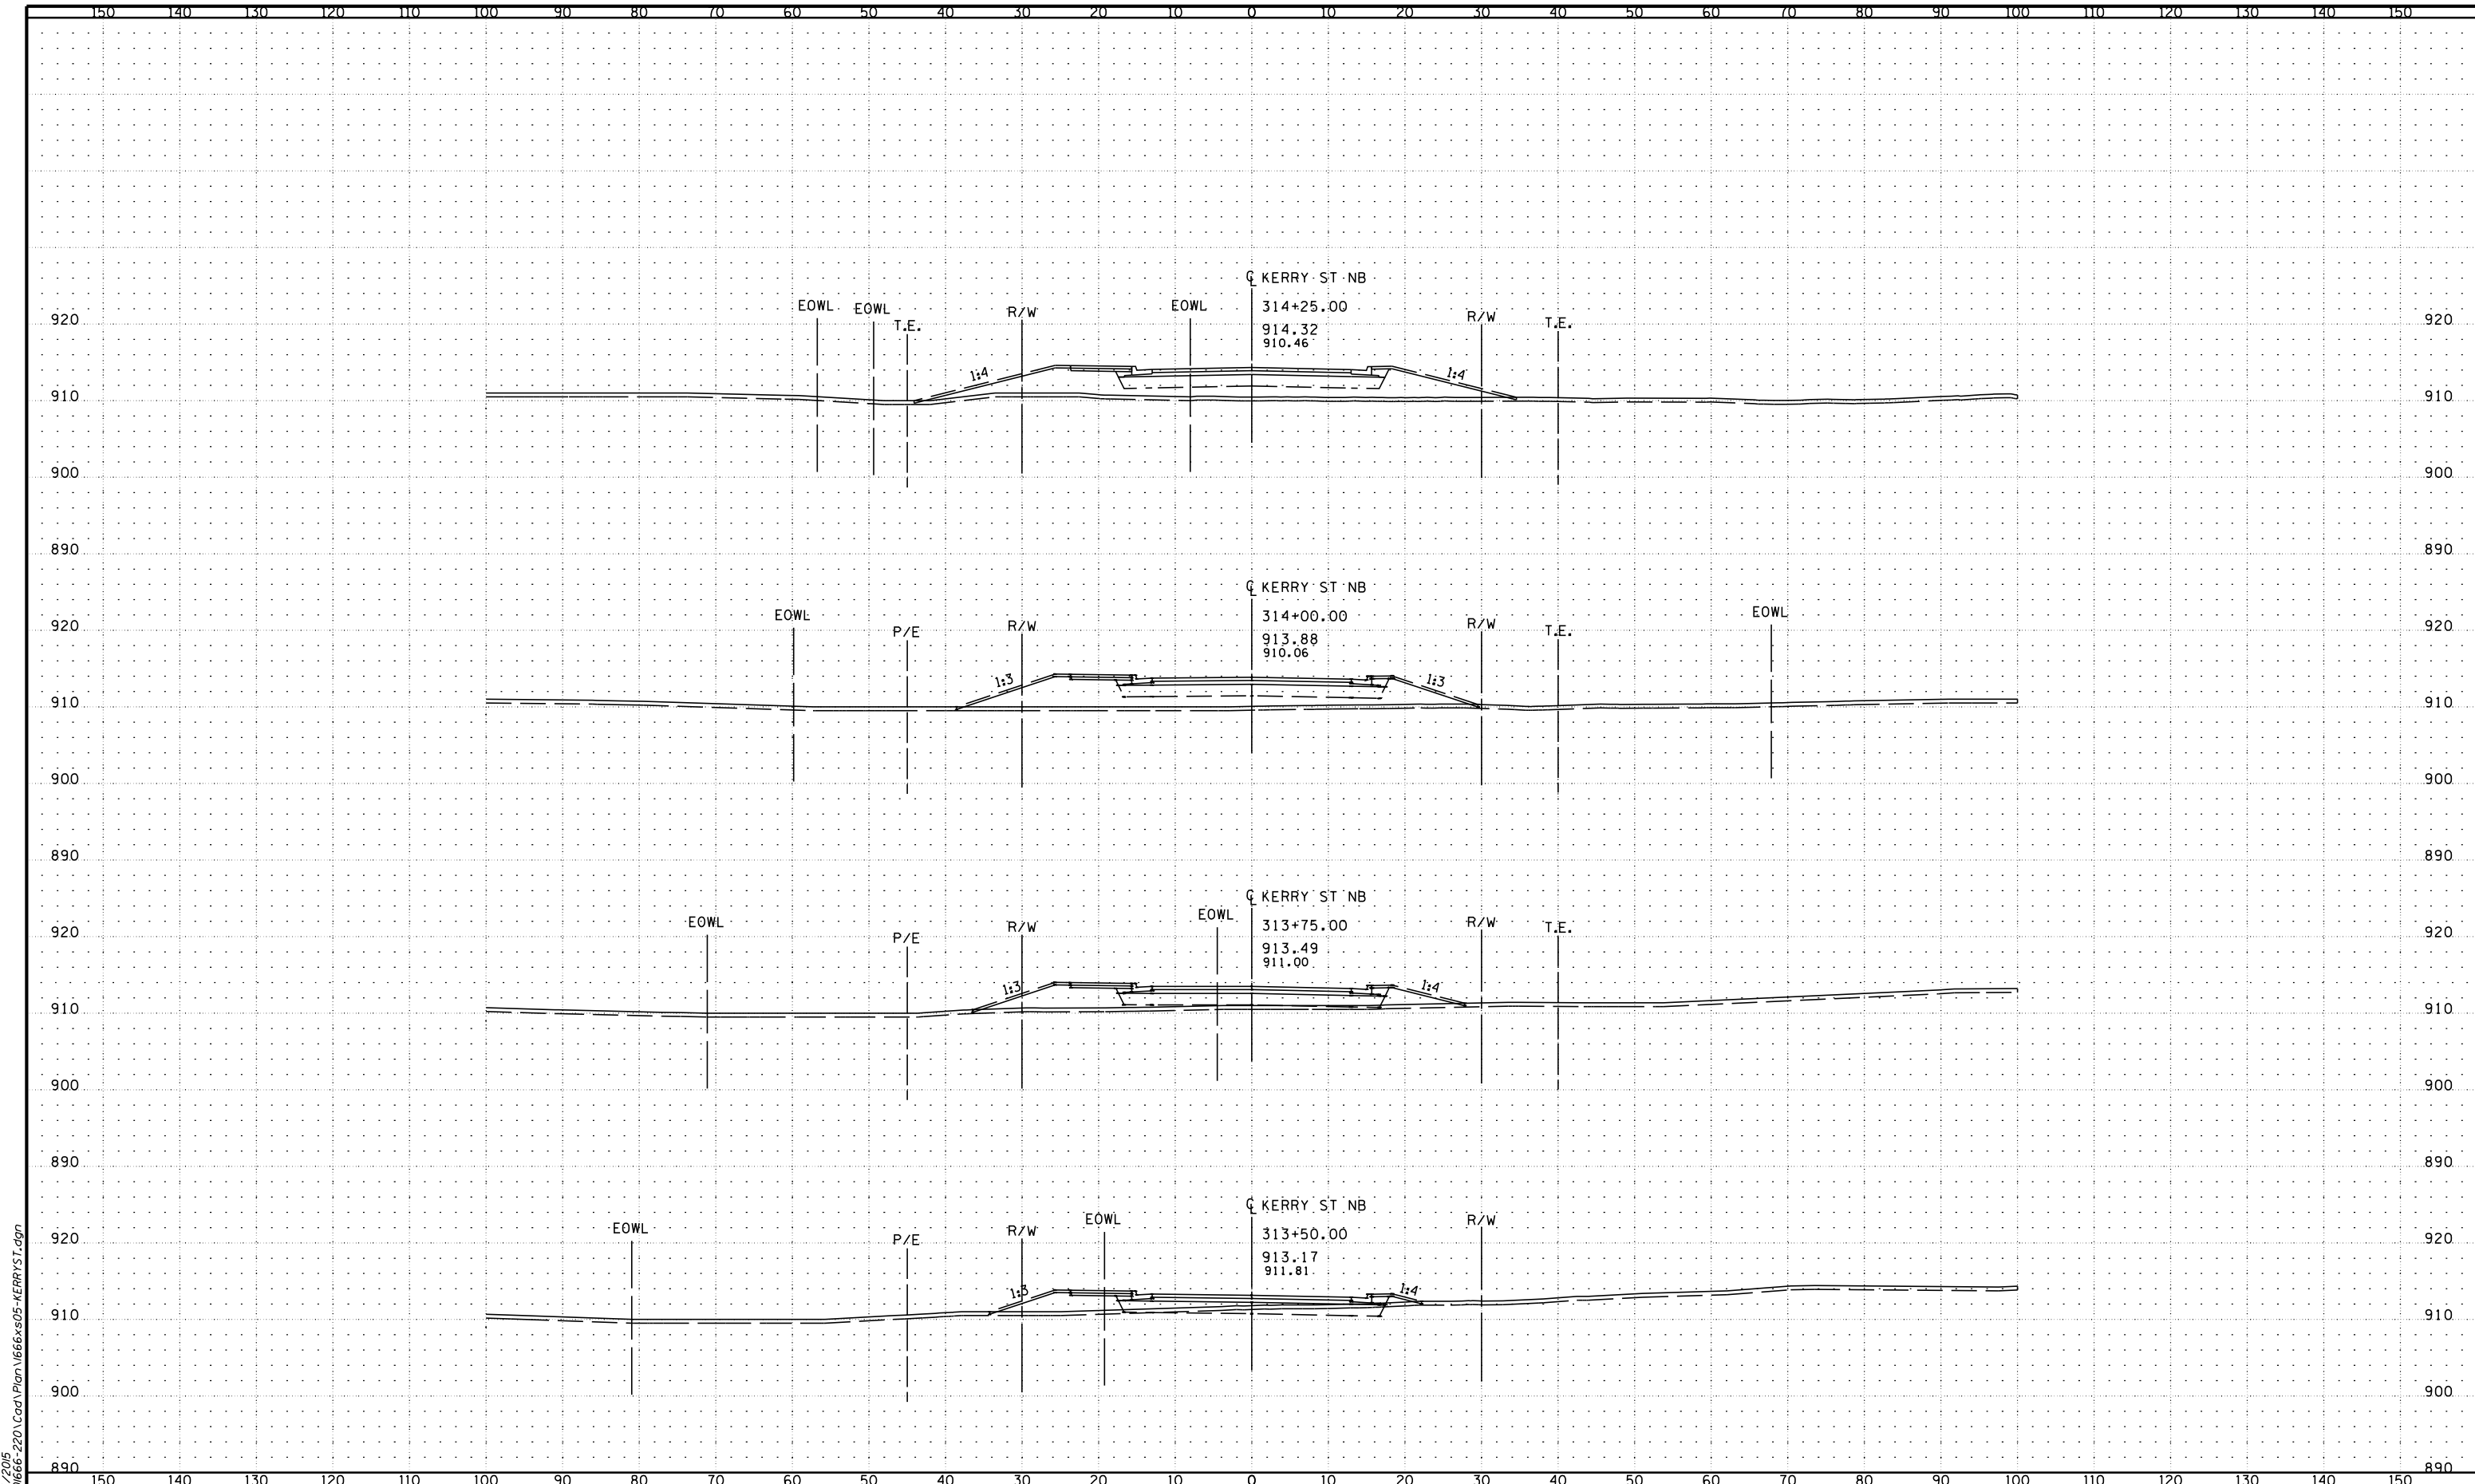 150 140 130 120 110 100 90 80 70 60 50 40 30 20 10 0 10 20 30 40 50 60 70 80 90 100 110 120 130 140 150
℄ KERRY ST NB
EOWL EOWL T.E. R/W EOWL 314+25.00 R/W T.E.
920 914.32 920
910.46
1:4 1:4
910 910
900 900
890 890
℄ KERRY ST NB
EOWL P/E R/W 314+00.00 R/W T.E. EOWL
920 913.88 920
910.06
1:3 1:3
910 910
900 900
890 890
℄ KERRY ST NB
EOWL P/E R/W EOWL 313+75.00 R/W T.E.
920 913.49 920
911.00
1:3 1:4
910 910
900 900
890 890
℄ KERRY ST NB
EOWL P/E R/W EOWL 313+50.00 R/W
920 913.17 920
911.81
1:3 1:4
910 910
900 900
890 890
150 140 130 120 110 100 90 80 70 60 50 40 30 20 10 0 10 20 30 40 50 60 70 80 90 100 110 120 130 140 150
/2015
1666-220\Cad\Plan\1666xs05-KERRYST.dgn